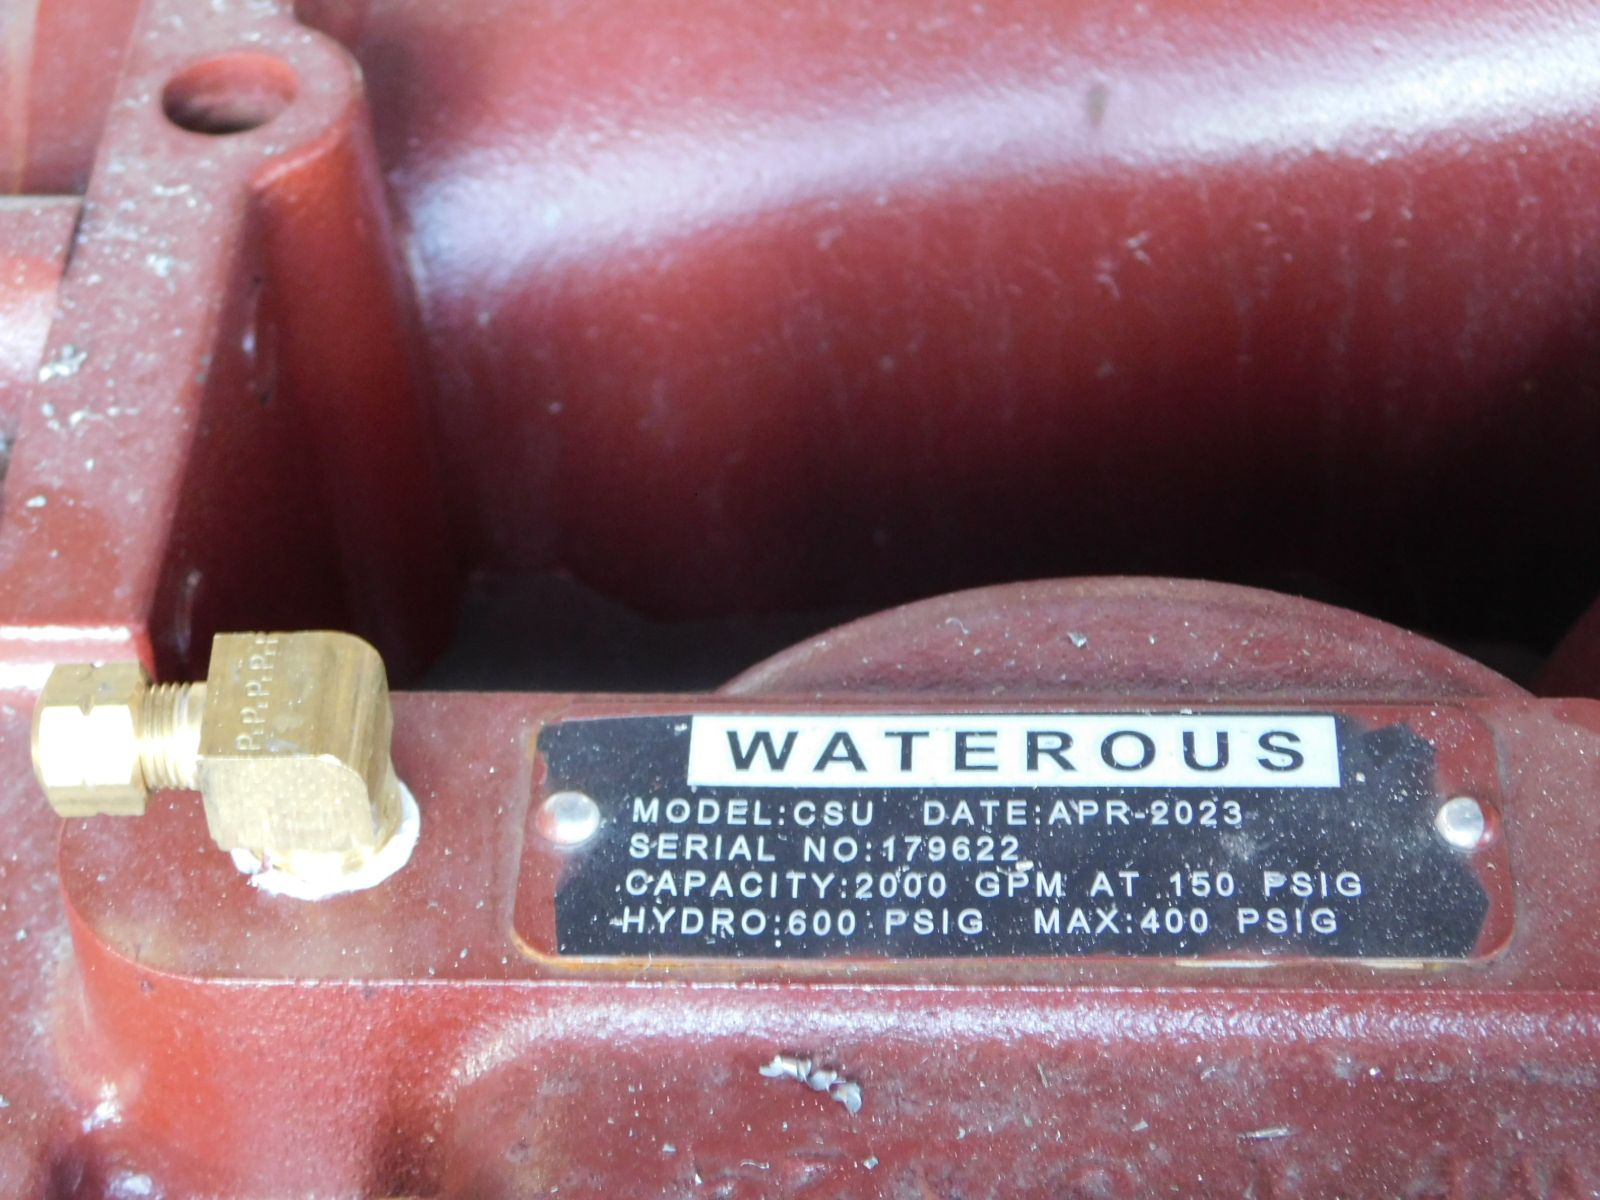 WATEROUS
MODEL:CSU DATE:APR-2023
SERIAL NO:179622
CAPACITY:2000 GPM AT 150 PSIG
HYDRO:600 PSIG MAX:400 PSIG